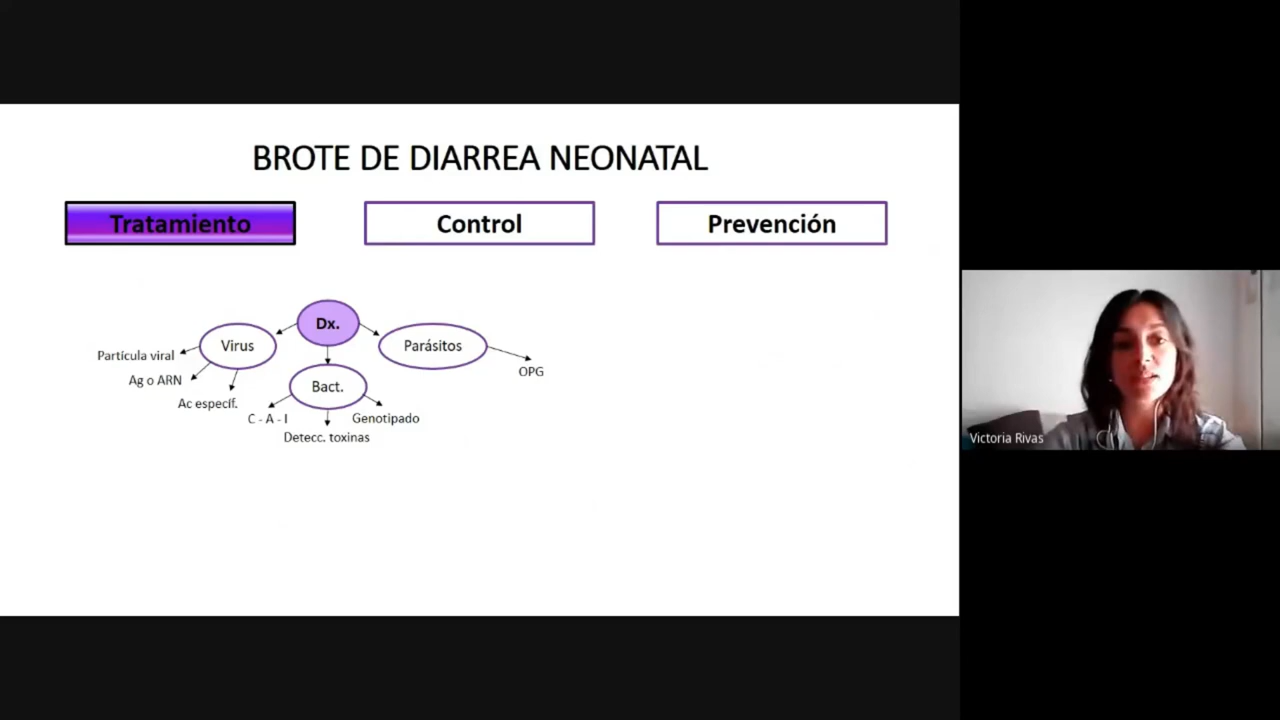 BROTE DE DIARREA NEONATAL
Tratamiento
Control
Prevención
Dx.
Virus
Parásitos
Partícula viral
Ag o ARN
Ac específ.
Bact.
OPG
C - A - I
Genotipado
Detecc. toxinas
Victoria Rivas